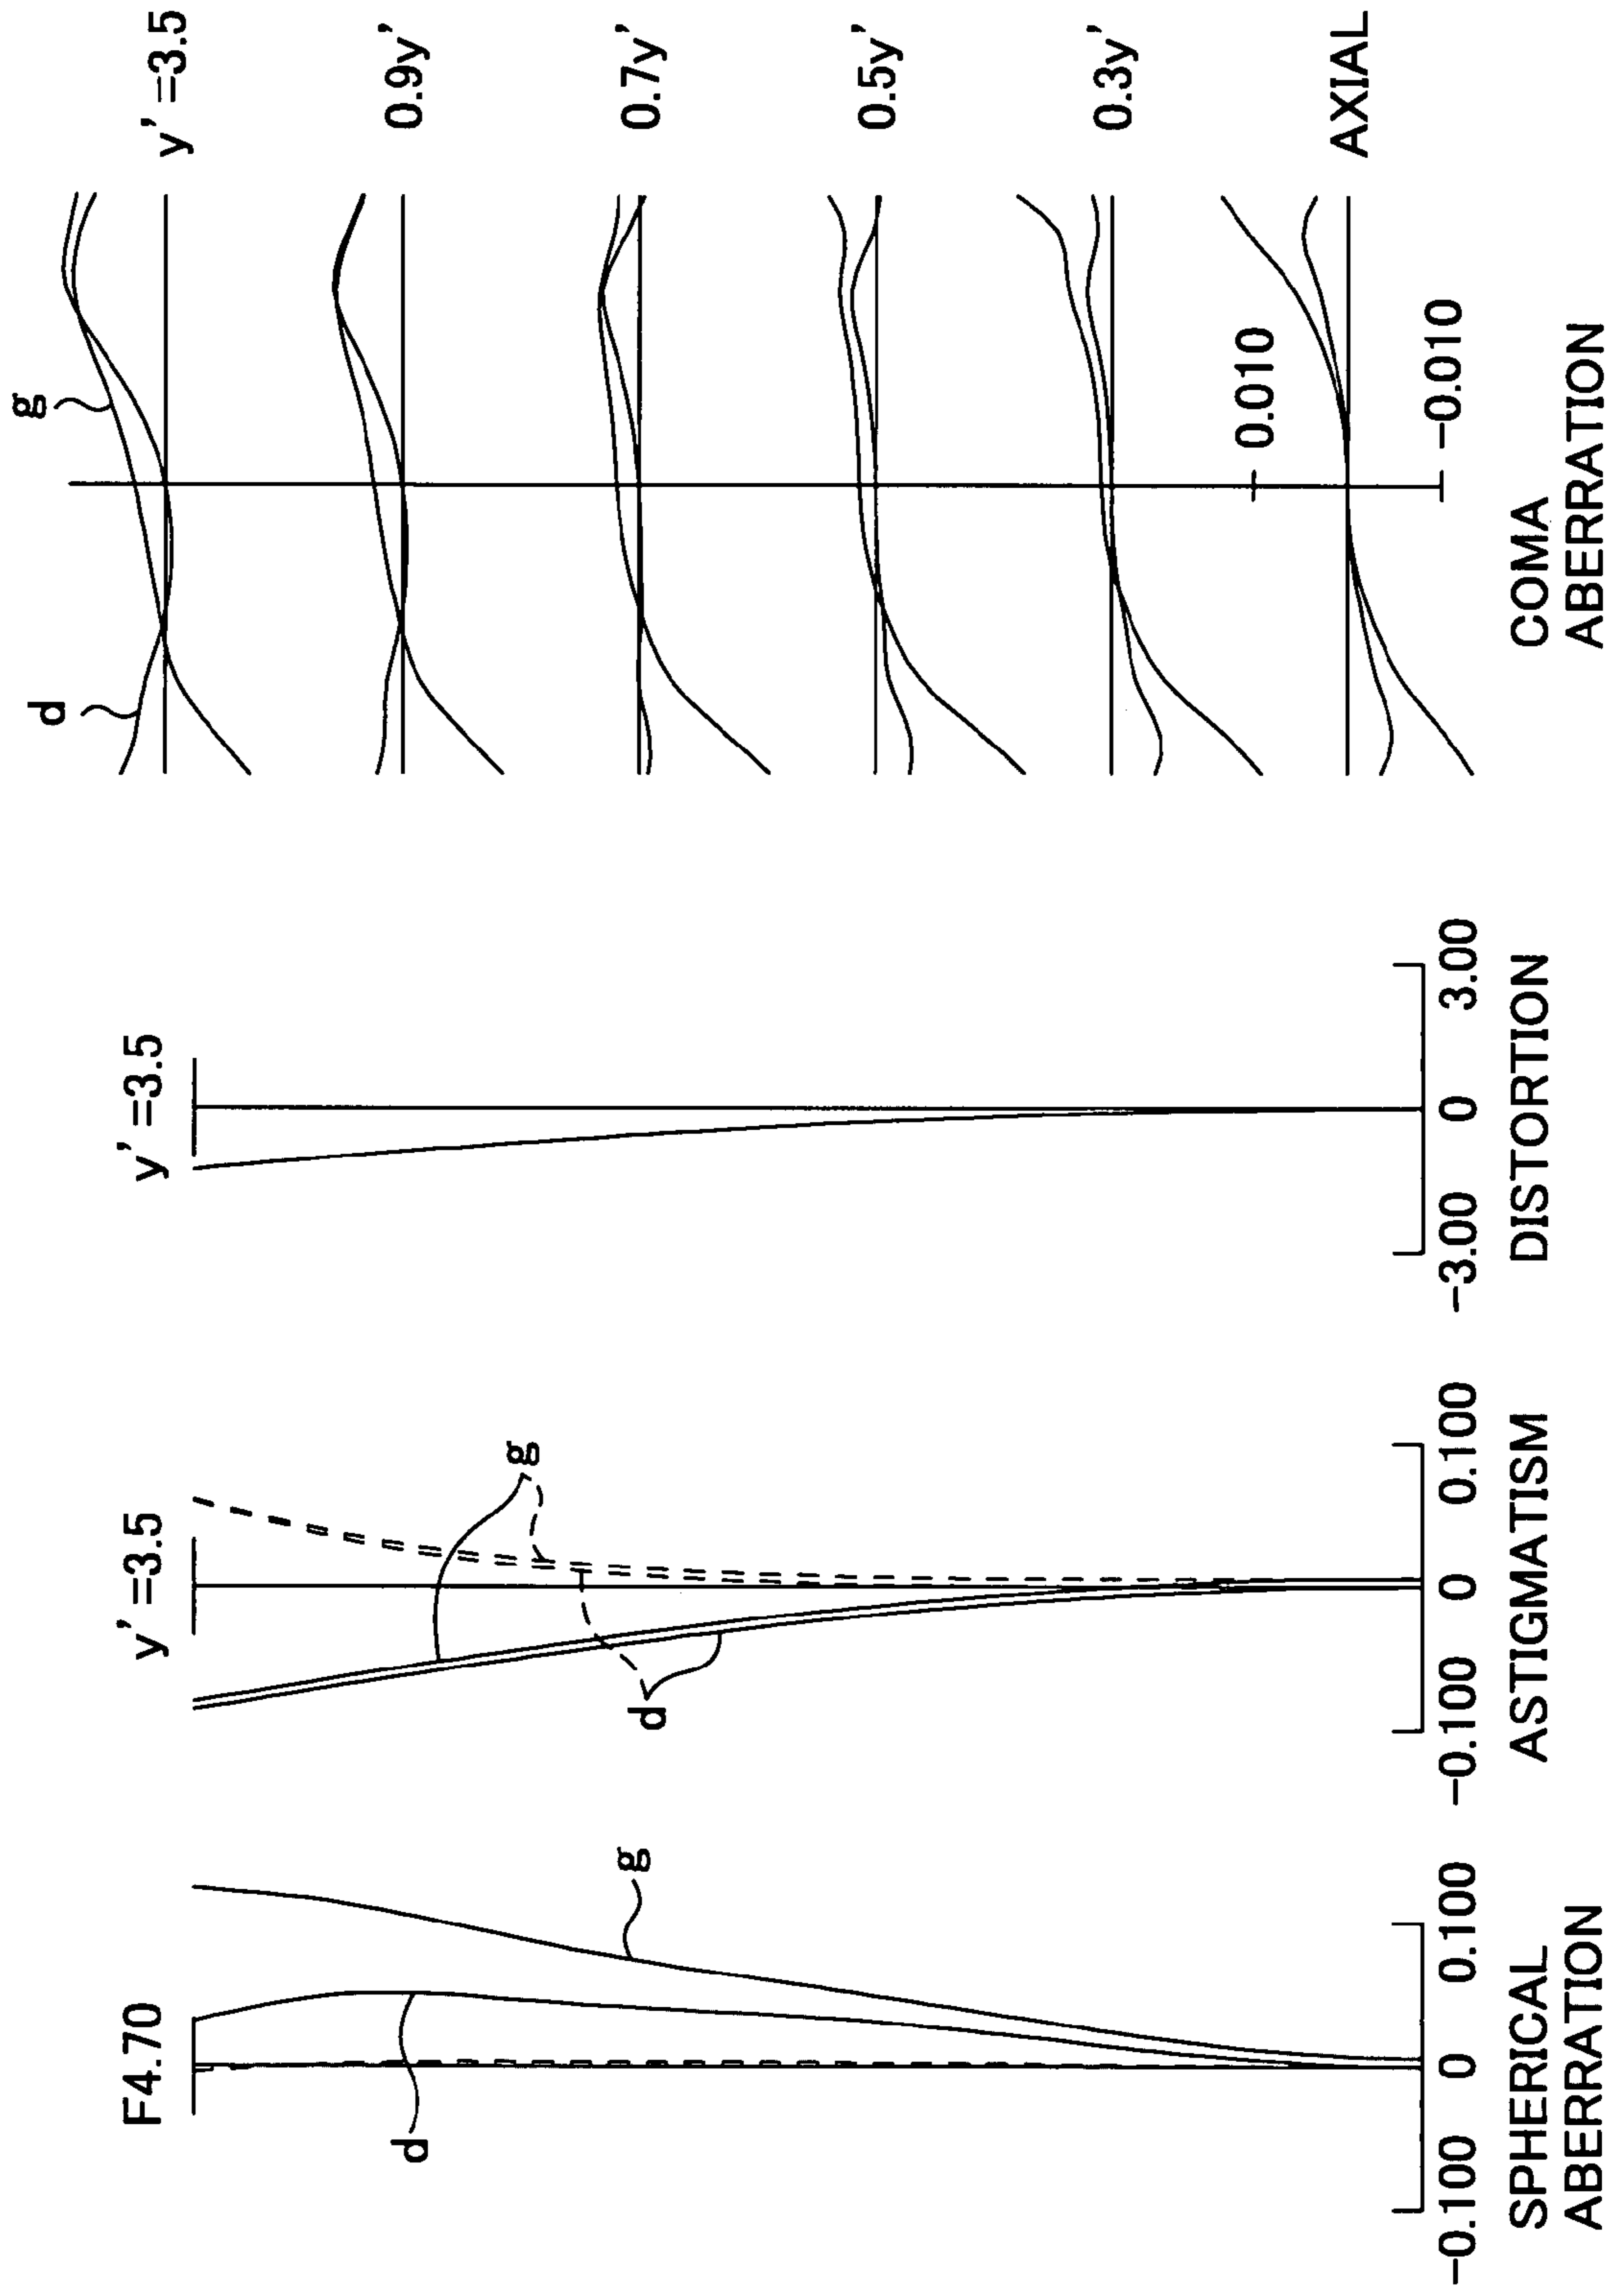 F4.70
d
g
-0.100 0 0.100
SPHERICAL
ABERRATION
y' =3.5
g
d
-0.100 0 0.100
ASTIGMATISM
y' =3.5
-3.00 0 3.00
DISTORTION
d
g
y' =3.5
0.9y'
0.7y'
0.5y'
0.3y'
0.010
AXIAL
-0.010
COMA
ABERRATION